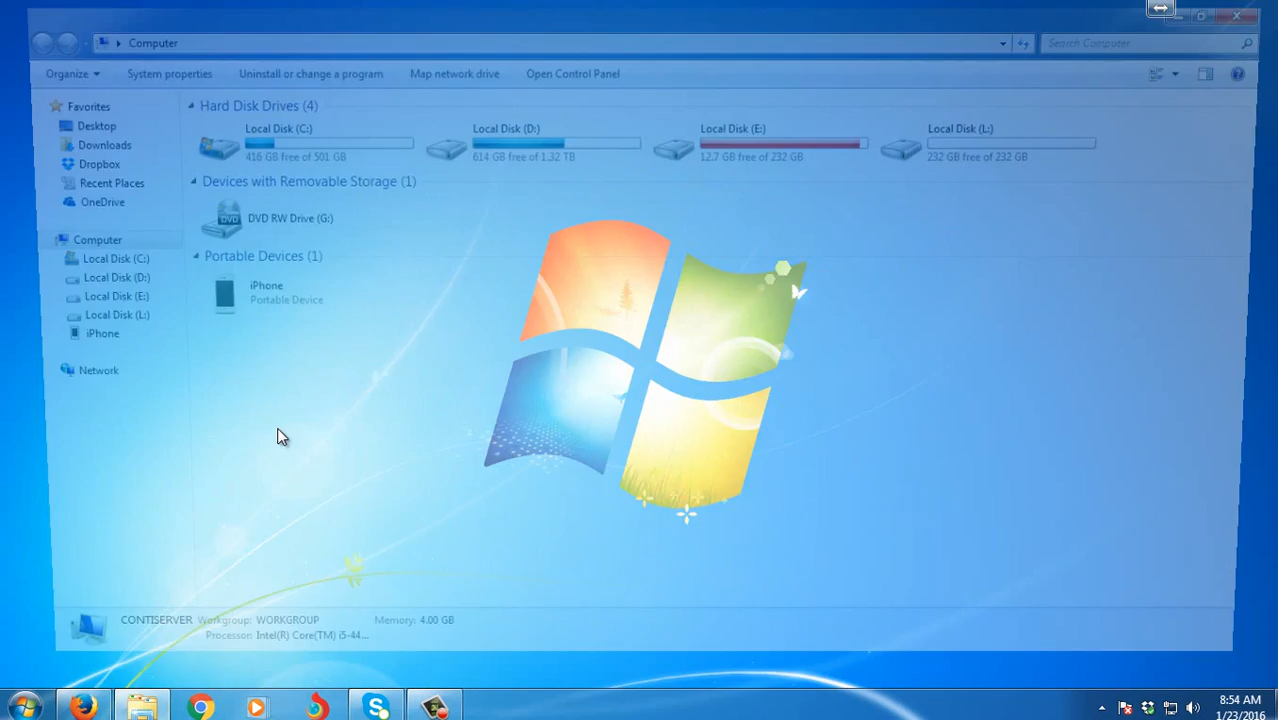 Computer
Search Computer
Organize
System properties
Uninstall or change a program
Map network drive
Open Control Panel
Favorites
Desktop
Downloads
Dropbox
Recent Places
OneDrive
Computer
Local Disk (C:)
Local Disk (D:)
Local Disk (E:)
Local Disk (L:)
iPhone
Network
Hard Disk Drives (4)
Local Disk (C:)
416 GB free of 501 GB
Local Disk (D:)
614 GB free of 1.32 TB
Local Disk (E:)
12.7 GB free of 232 GB
Local Disk (L:)
232 GB free of 232 GB
Devices with Removable Storage (1)
DVD
DVD RW Drive (G:)
Portable Devices (1)
iPhone
Portable Device
CONTISERVER Workgroup: WORKGROUP Memory: 4.00 GB
Processor: Intel(R) Core(TM) i5-44...
8:54 AM
1/23/2016